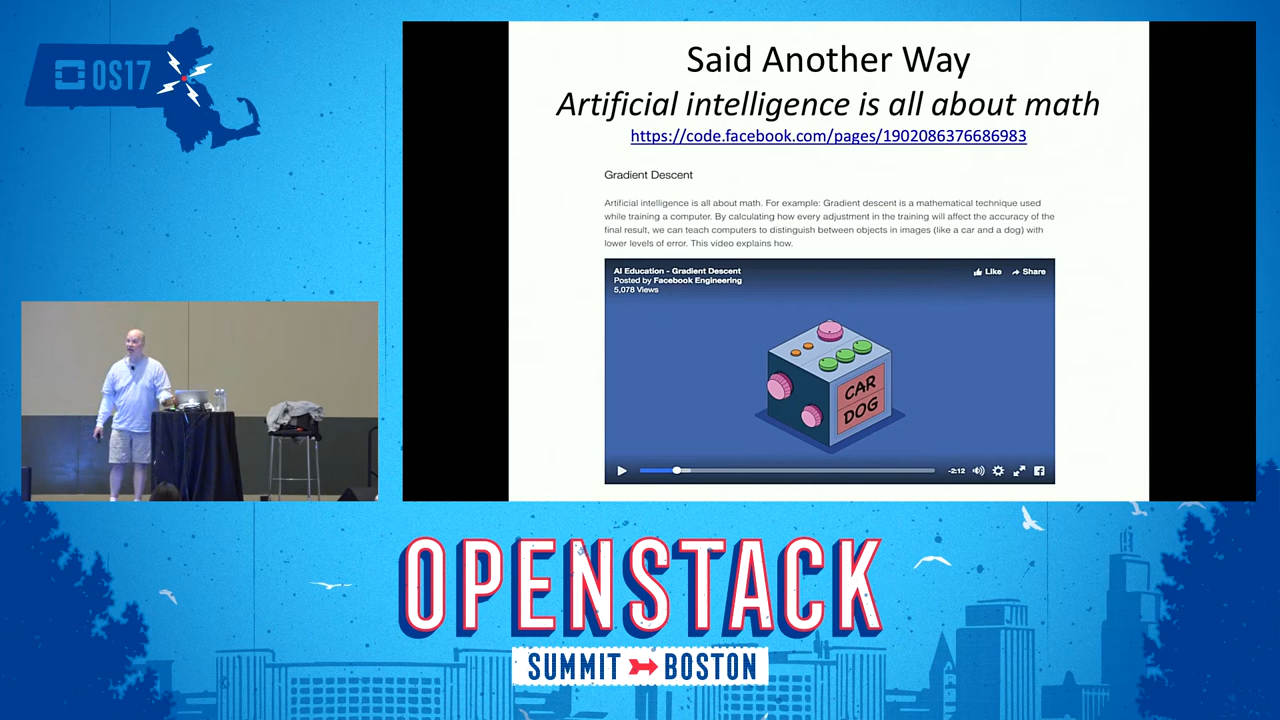 OS17
Said Another Way
Artificial intelligence is all about math
https://code.facebook.com/pages/1902086376686983
Gradient Descent
Artificial intelligence is all about math. For example: Gradient descent is a mathematical technique used
while training a computer. By calculating how every adjustment in the training will affect the accuracy of the
final result, we can teach computers to distinguish between objects in images (like a car and a dog) with
lower levels of error. This video explains how.
AI Education - Gradient Descent
Posted by Facebook Engineering
5,078 Views
Like Share
CAR
DOG
-2:12
OPENSTACK
SUMMIT BOSTON